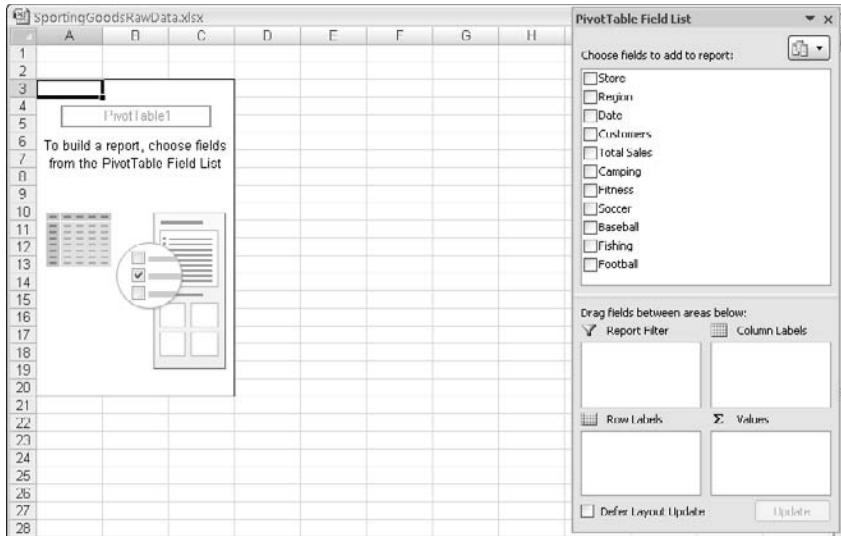 SportingGoodsRawData.xlsx
A B C D E F G H
1
2
3
4
5
6
7
8
9
10
11
12
13
14
15
16
17
18
19
20
21
22
23
24
25
26
27
28
PivotTable1
To build a report, choose fields
from the PivotTable Field List
PivotTable Field List
Choose fields to add to report:
Store
Region
Date
Customers
Total Sales
Camping
Fitness
Soccer
Baseball
Fishing
Football
Drag fields between areas below:
Report Filter
Column Labels
Row Labels
Σ Values
Defer Layout Update
Update